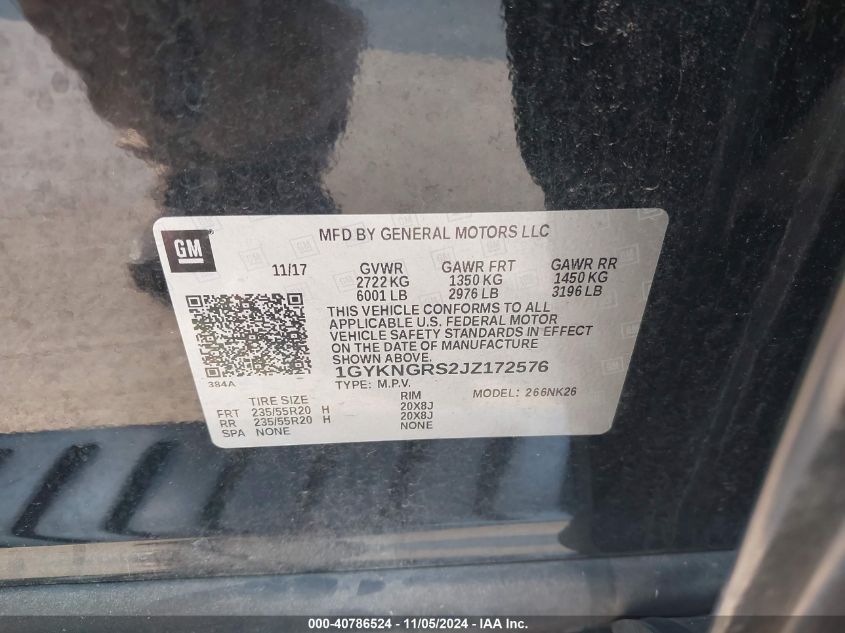 GM
MFD BY GENERAL MOTORS LLC
11/17 GVWR GAWR FRT GAWR RR
2722 KG 1350 KG 1450 KG
6001 LB 2976 LB 3196 LB
THIS VEHICLE CONFORMS TO ALL
APPLICABLE U.S. FEDERAL MOTOR
VEHICLE SAFETY STANDARDS IN EFFECT
ON THE DATE OF MANUFACTURE
SHOWN ABOVE.
1GYKNGRS2JZ172576
384A
TYPE: M.P.V. MODEL: 266NK26
TIRE SIZE RIM
FRT 235/55R20 H 20X8J
RR 235/55R20 H 20X8J
SPA NONE NONE
000-40786524 — 11/05/2024 — IAA Inc.